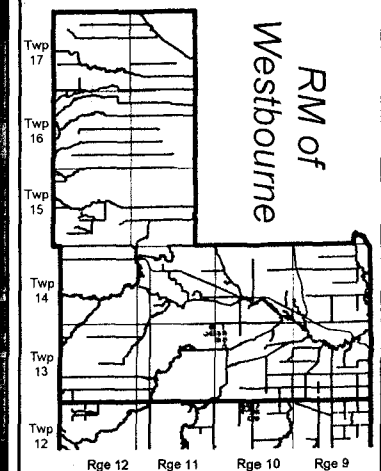 RM of
Westbourne
Twp
17
Twp
16
Twp
15
Twp
14
Twp
13
Twp
12
Rge 12
Rge 11
Rge 10
Rge 9